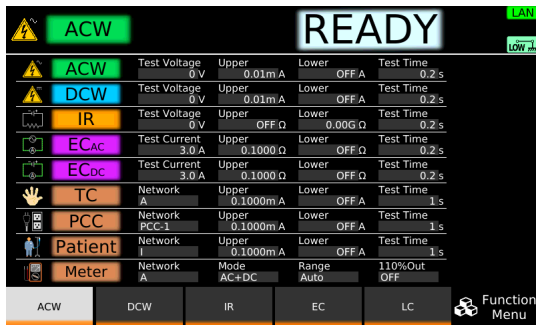 ACW READY LAN
LOW
ACW Test Voltage Upper Lower Test Time
0 V 0.01m A OFF A 0.2 s
DCW Test Voltage Upper Lower Test Time
0 V 0.01m A OFF A 0.2 s
IR Test Voltage Upper Lower Test Time
0 V OFF Ω 0.00G Ω 0.2 s
ECAC Test Current Upper Lower Test Time
3.0 A 0.1000 Ω OFF Ω 0.2 s
ECDC Test Current Upper Lower Test Time
3.0 A 0.1000 Ω OFF Ω 0.2 s
TC Network Upper Lower Test Time
A 0.1000m A OFF A 1 s
PCC Network Upper Lower Test Time
PCC-1 0.1000m A OFF A 1 s
Patient Network Upper Lower Test Time
I 0.1000m A OFF A 1 s
Meter Network Mode Range 110%Out
A AC+DC Auto OFF
ACW DCW IR EC LC Function
Menu